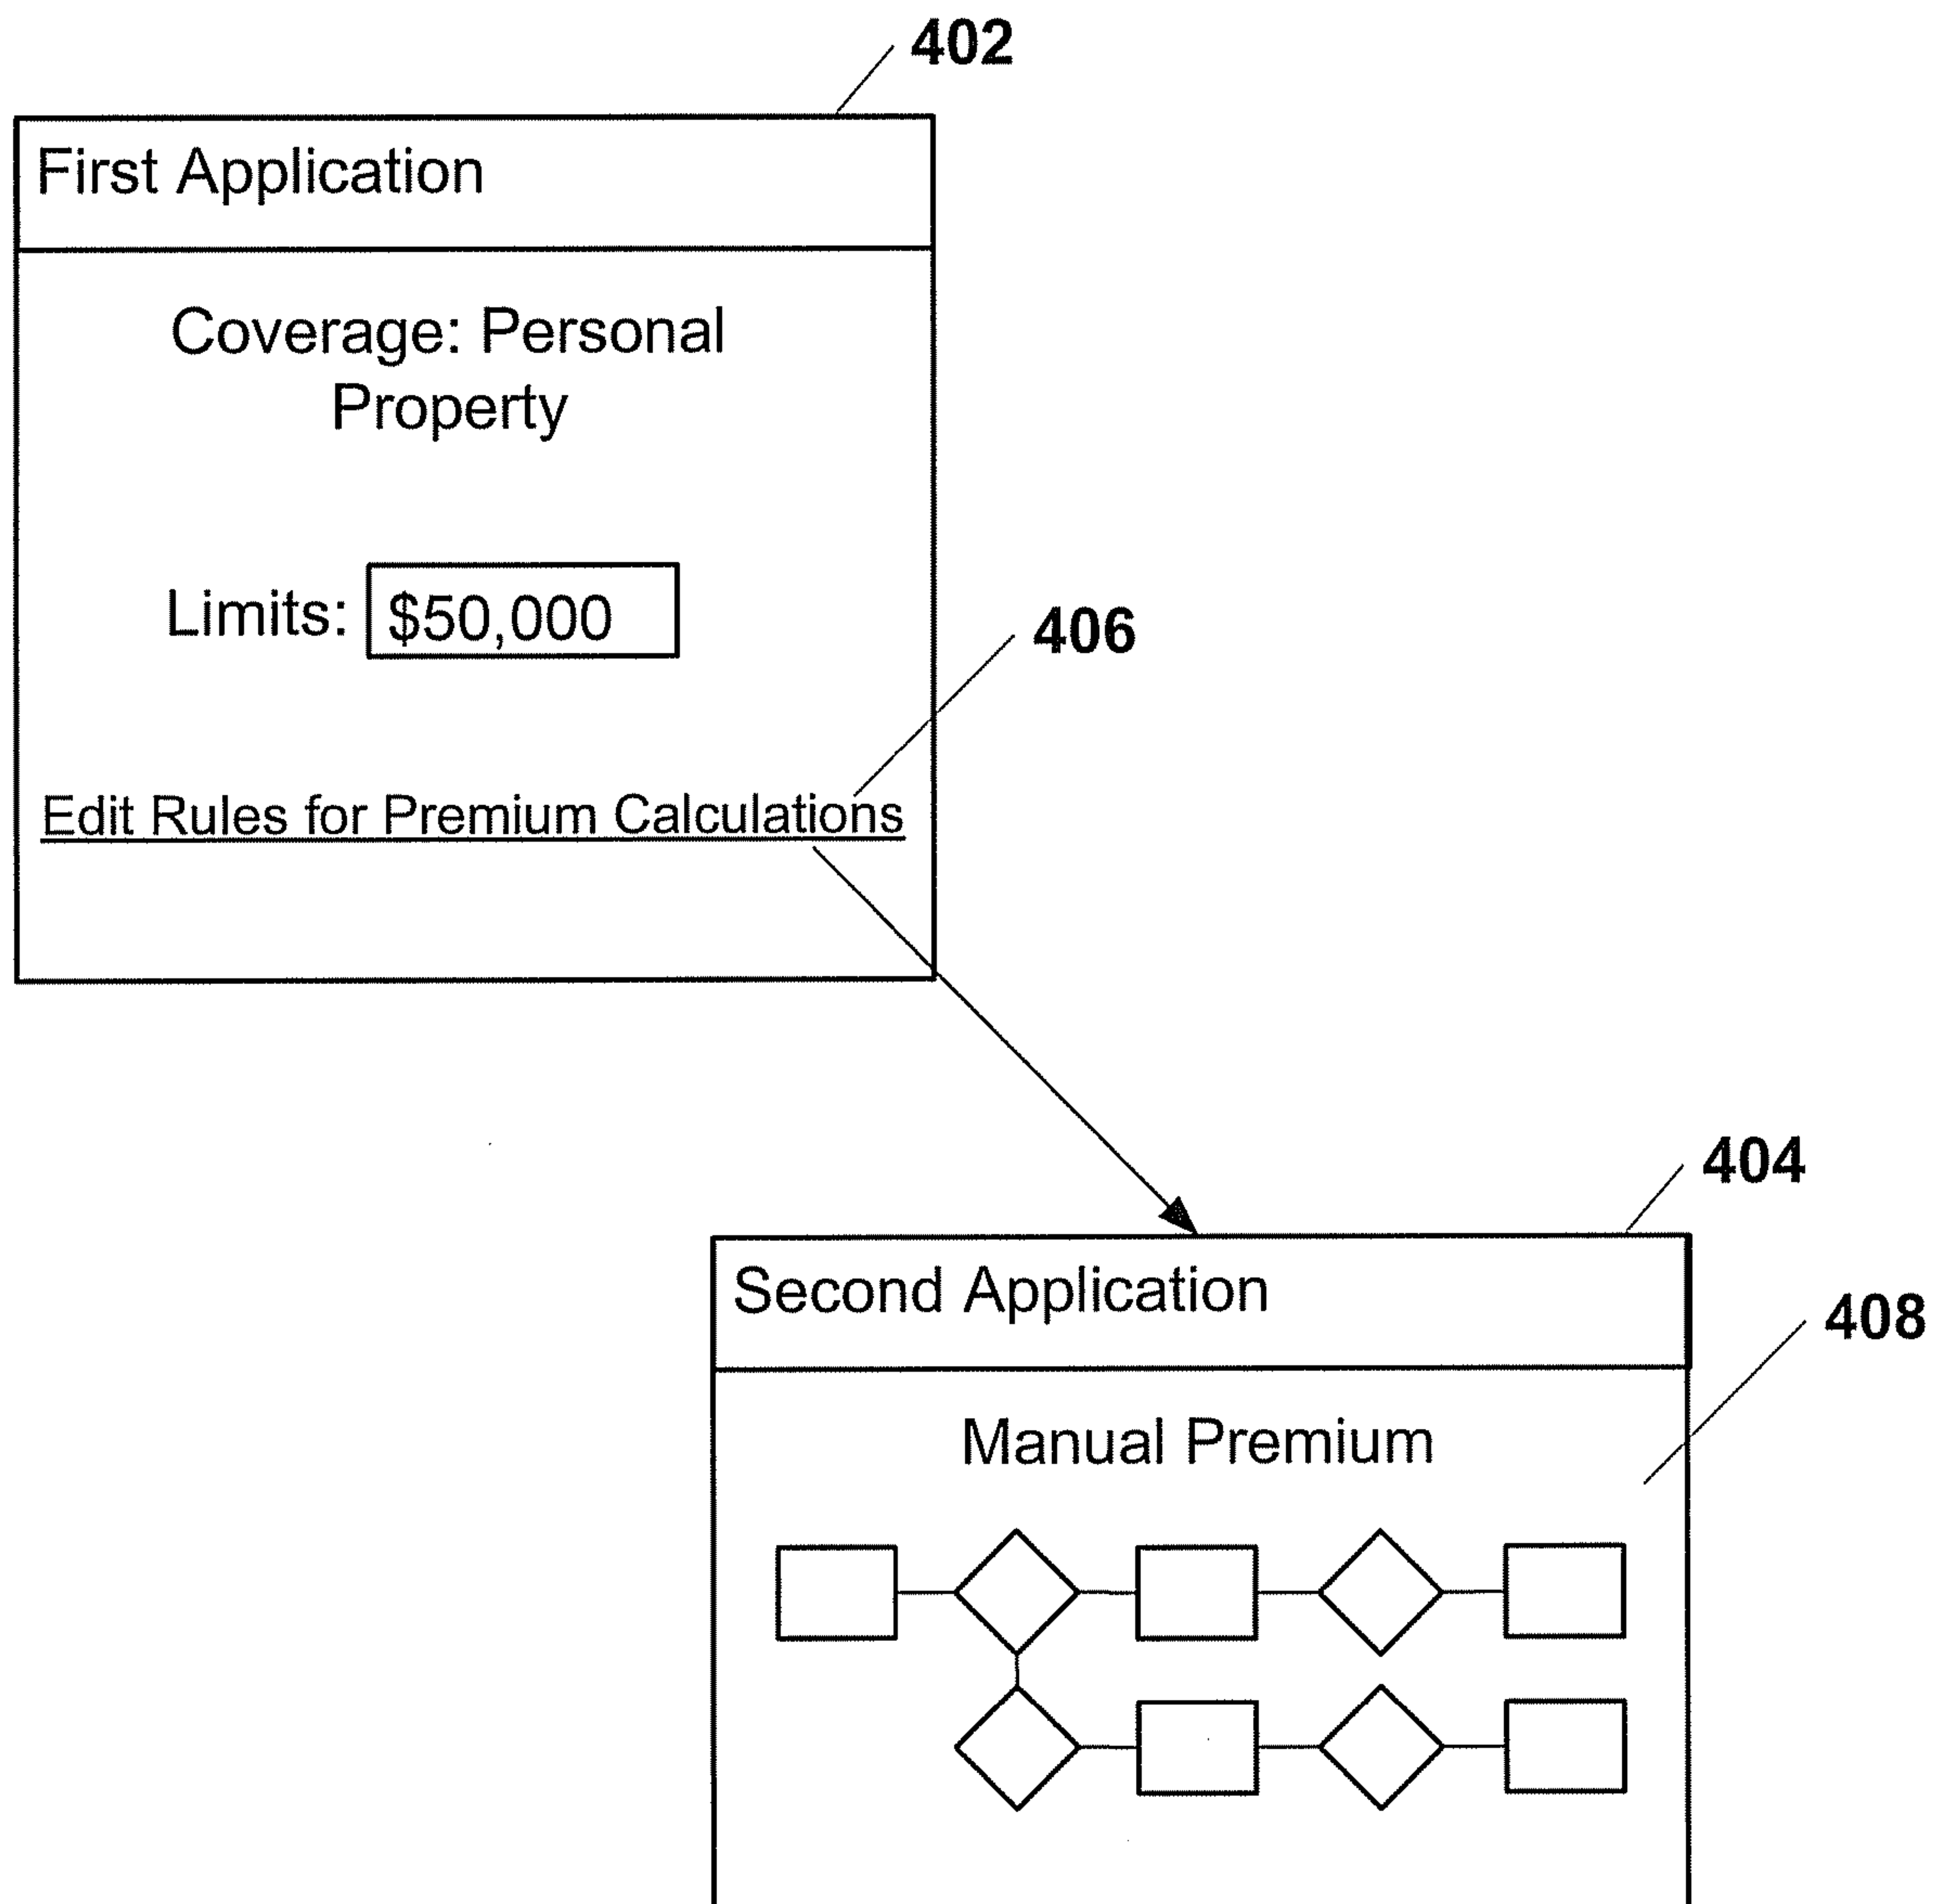 402
First Application
Coverage: Personal
Property
Limits: $50,000
406
Edit Rules for Premium Calculations
404
Second Application
408
Manual Premium